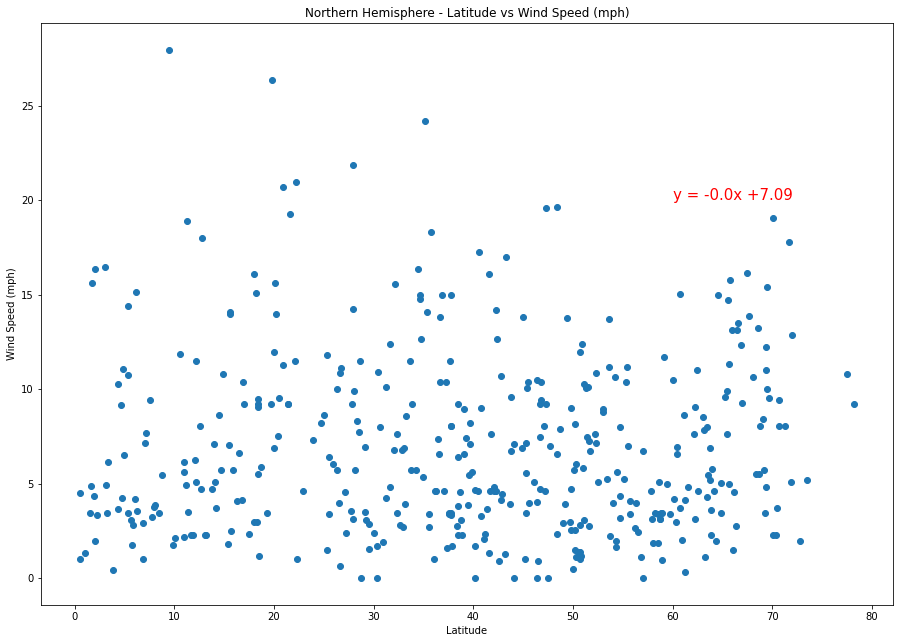 Northern Hemisphere - Latitude vs Wind Speed (mph)
Wind Speed (mph)
25
20
15
10
5
0
y = -0.0x +7.09
0 10 20 30 40 50 60 70 80
Latitude